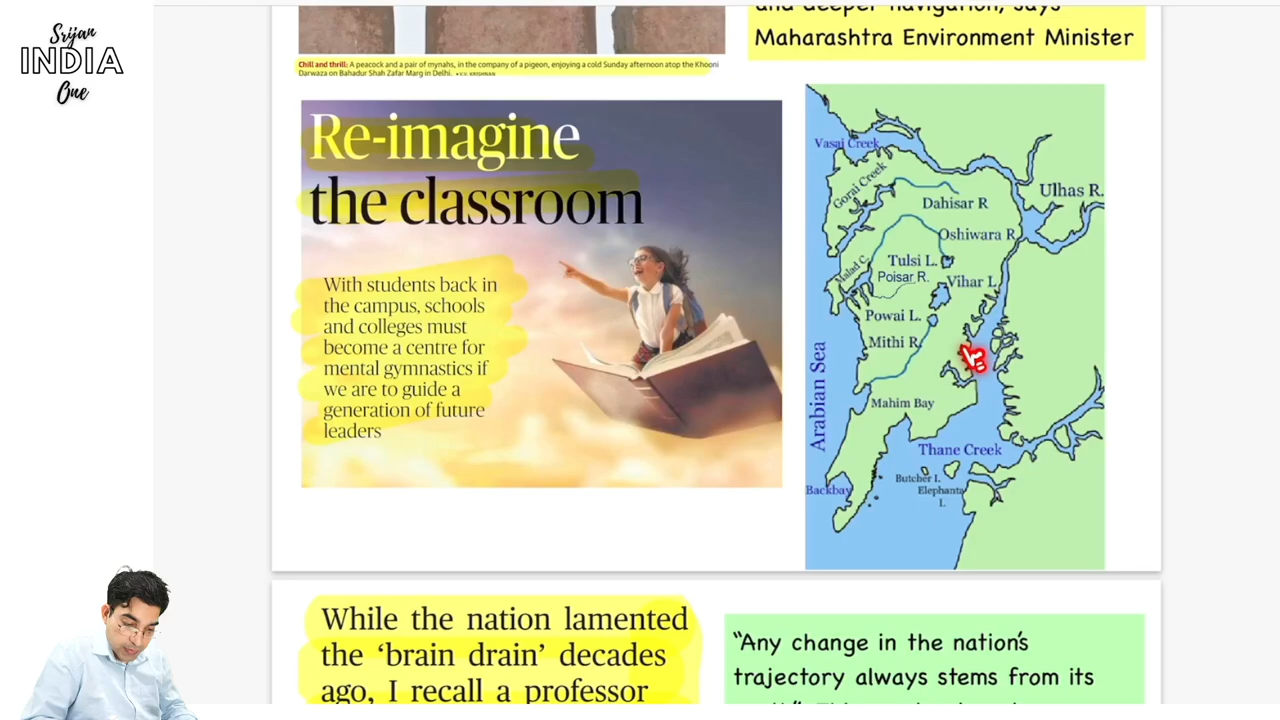 Srijan
INDIA
One
and deeper navigation, says
Maharashtra Environment Minister
Chill and thrill: A peacock and a pair of mynahs, in the company of a pigeon, enjoying a cold Sunday afternoon atop the Khooni
Darwaza on Bahadur Shah Zafar Marg in Delhi. • V.V. KRISHNAN
Re-imagine
the classroom
With students back in
the campus, schools
and colleges must
become a centre for
mental gymnastics if
we are to guide a
generation of future
leaders
Vasai Creek
Gorai Creek
Ulhas R.
Dahisar R
Oshiwara R.
Tulsi L.
Malad C.
Poisar R.
Vihar L
Powai L.
Mithi R.
Arabian Sea
Mahim Bay
Thane Creek
Butcher I.
Elephanta
I.
Backbay
While the nation lamented
the ‘brain drain’ decades
ago, I recall a professor
“Any change in the nation’s
trajectory always stems from its